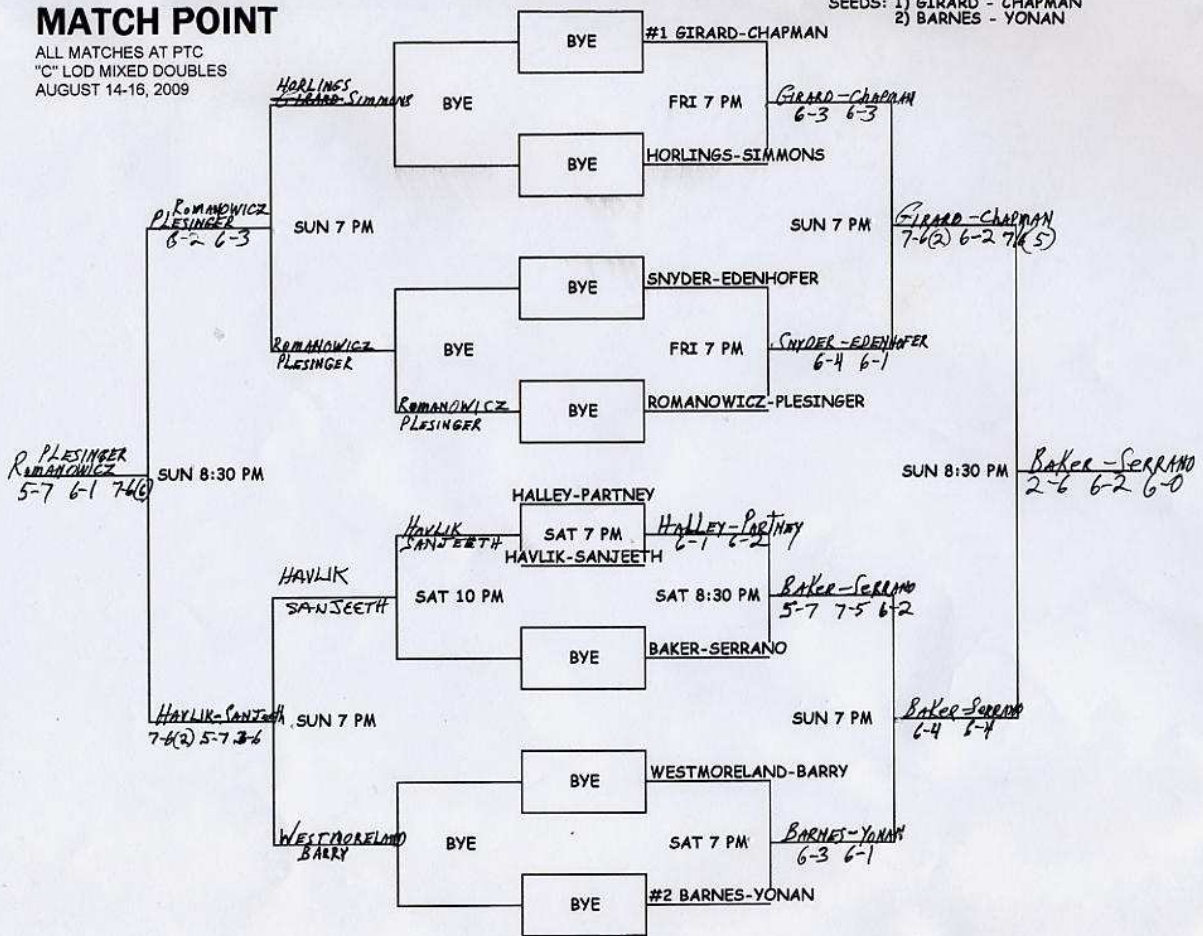 MATCH POINT
ALL MATCHES AT PTC
"C" LOD MIXED DOUBLES
AUGUST 14-16, 2009
SEEDS: 1) GIRARD - CHAPMAN
2) BARNES - YONAN
BYE
#1 GIRARD-CHAPMAN
HORLINGS
GIRARD-SIMMONS
BYE
FRI 7 PM
GIRARD-CHAPMAN
6-3 6-3
BYE
HORLINGS-SIMMONS
ROMANOWICZ
PLESINGER
6-2 6-3
SUN 7 PM
SUN 7 PM
GIRARD-CHAPMAN
7-6(2) 6-2 7-6(5)
BYE
SNYDER-EDENHOFER
ROMANOWICZ
PLESINGER
BYE
FRI 7 PM
SNYDER-EDENHOFER
6-4 6-1
ROMANOWICZ
PLESINGER
BYE
ROMANOWICZ-PLESINGER
PLESINGER
ROMANOWICZ
5-7 6-1 7-6(6)
SUN 8:30 PM
SUN 8:30 PM
BAKER-SERRANO
2-6 6-2 6-0
HALLEY-PARTNEY
HAVLIK
SANJEETH
SAT 7 PM
HALLEY-PARTNEY
6-1 6-2
HAVLIK-SANJEETH
HAVLIK
SANJEETH
SAT 10 PM
SAT 8:30 PM
BAKER-SERRANO
5-7 7-5 6-2
BYE
BAKER-SERRANO
HAVLIK-SANJEETH
7-6(2) 5-7 7-6
SUN 7 PM
SUN 7 PM
BAKER-SERRANO
6-4 6-4
BYE
WESTMORELAND-BARRY
WESTMORELAND
BARRY
BYE
SAT 7 PM
BARNES-YONAN
6-3 6-1
BYE
#2 BARNES-YONAN